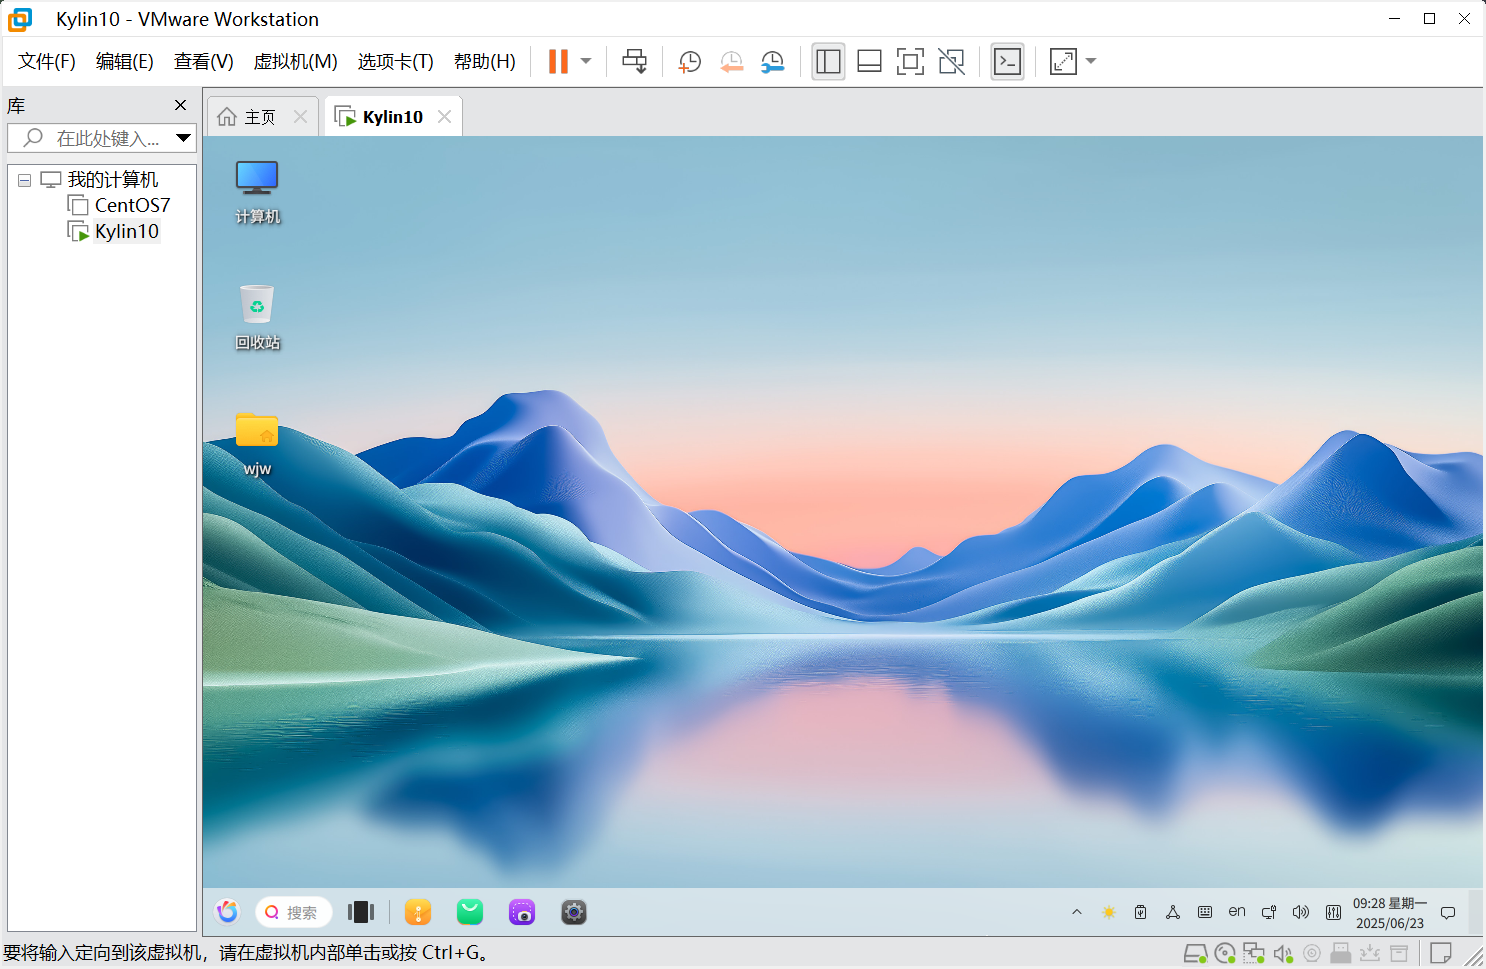 Kylin10 - VMware Workstation
文件(F) 编辑(E) 查看(V) 虚拟机(M) 选项卡(T) 帮助(H)
库
在此处键入...
我的计算机
CentOS7
Kylin10
主页
Kylin10
计算机
回收站
wjw
搜索
en
09:28 星期一
2025/06/23
要将输入定向到该虚拟机，请在虚拟机内部单击或按 Ctrl+G。